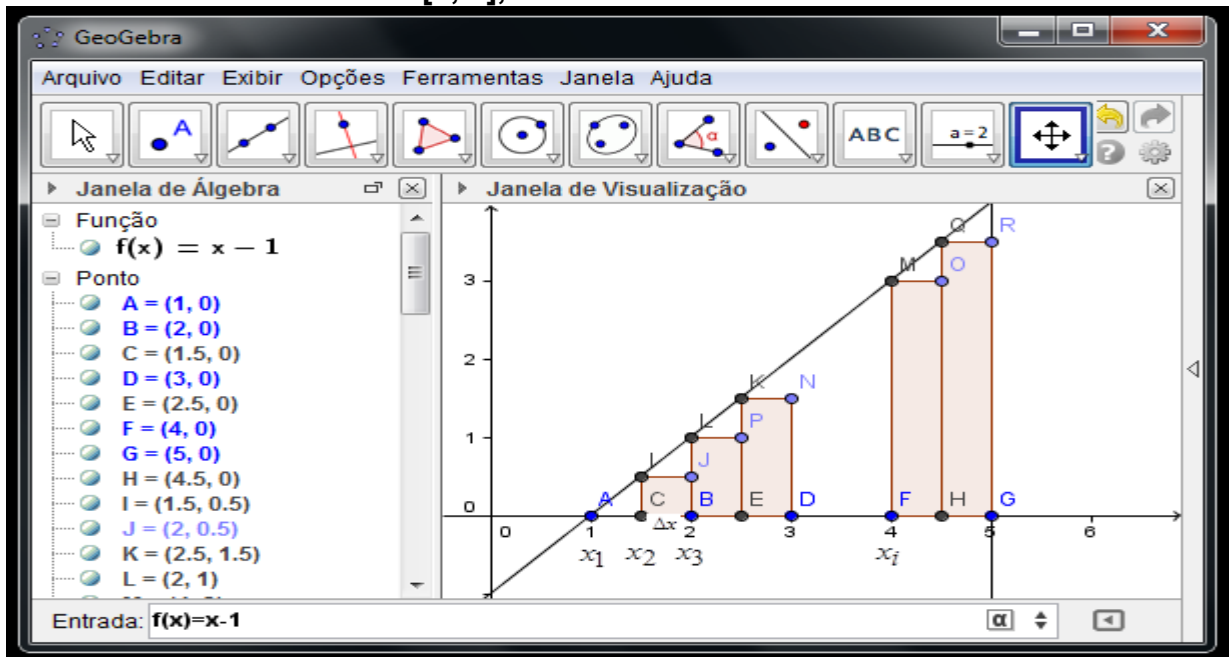 GeoGebra
Arquivo Editar Exibir Opções Ferramentas Janela Ajuda
A
α
ABC
a=2
Janela de Álgebra
Janela de Visualização
Função
f(x) = x − 1
Ponto
A = (1, 0)
B = (2, 0)
C = (1.5, 0)
D = (3, 0)
E = (2.5, 0)
F = (4, 0)
G = (5, 0)
H = (4.5, 0)
I = (1.5, 0.5)
J = (2, 0.5)
K = (2.5, 1.5)
L = (2, 1)
Q R
M O
3
2
K N
L P
1
I J
0 A C B E D F H G
Δx
0 1 2 3 4 5 6
x1 x2 x3 xi
Entrada: f(x)=x-1
α